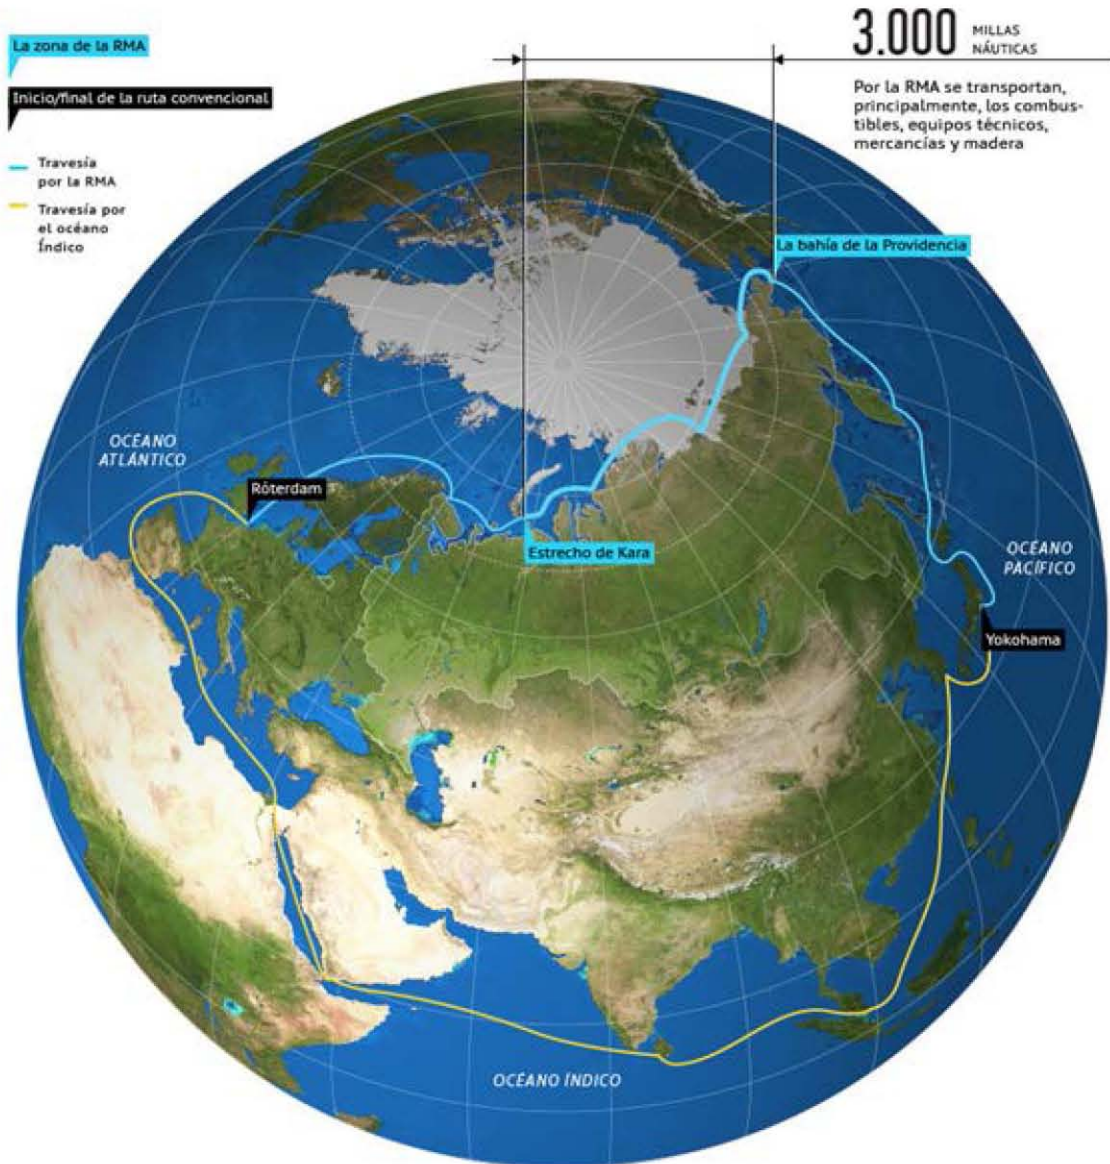 La zona de la RMA
Inicio/final de la ruta convencional
Travesía
por la RMA
Travesía por
el océano
Índico
3.000 MILLAS
NÁUTICAS
Por la RMA se transportan,
principalmente, los combus-
tibles, equipos técnicos,
mercancías y madera
La bahía de la Providencia
OCÉANO
ATLÁNTICO
Róterdam
Estrecho de Kara
OCÉANO
PACÍFICO
Yokohama
OCÉANO ÍNDICO